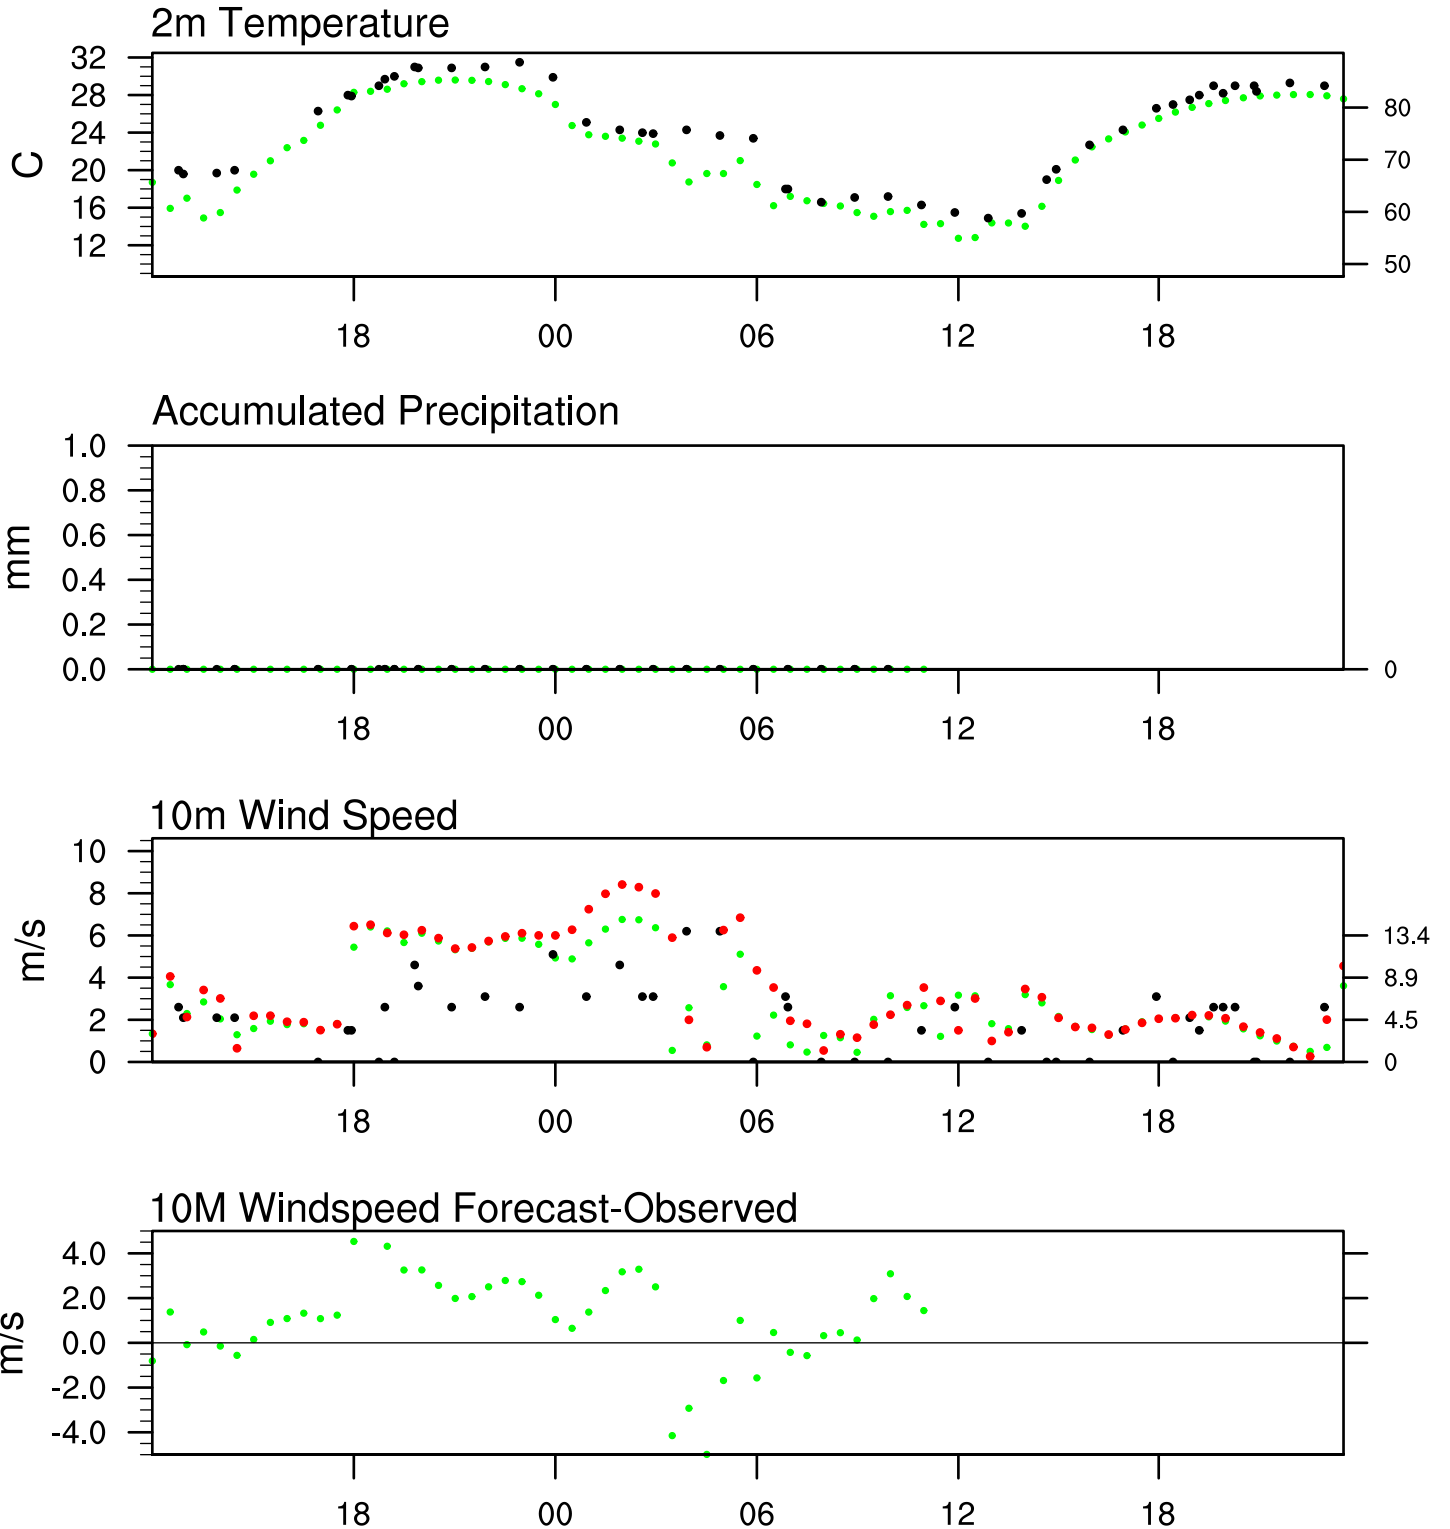 2m Temperature
32
28
24
20
16
12
C
80
70
60
50
18 00 06 12 18
Accumulated Precipitation
1.0
0.8
0.6
0.4
0.2
0.0
mm
0
18 00 06 12 18
10m Wind Speed
10
8
6
4
2
0
m/s
13.4
8.9
4.5
0
18 00 06 12 18
10M Windspeed Forecast-Observed
4.0
2.0
0.0
-2.0
-4.0
m/s
18 00 06 12 18